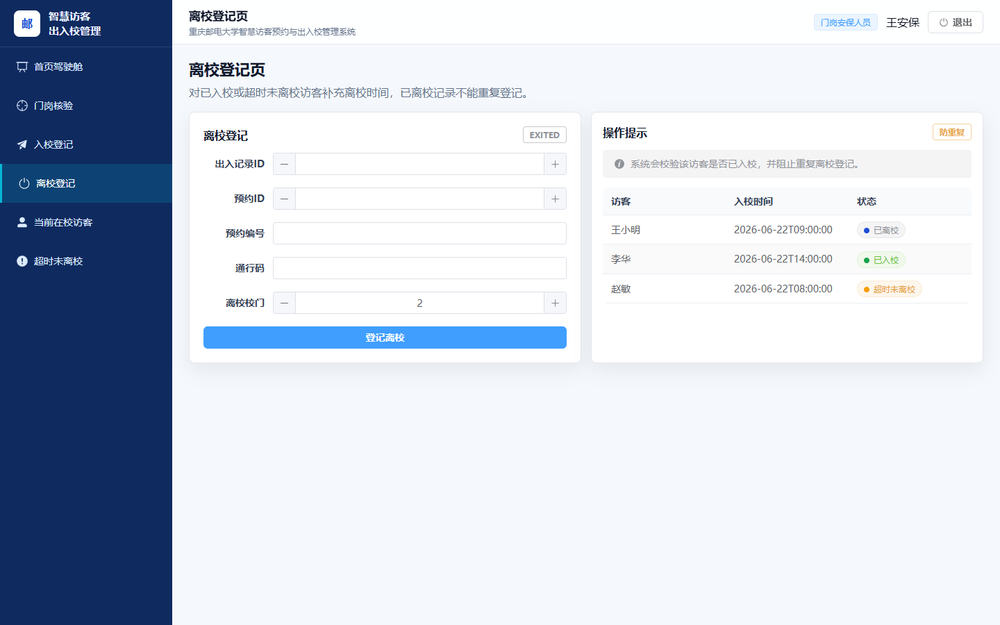 邮
智慧访客
出入校管理
首页驾驶舱
门岗核验
入校登记
离校登记
当前在校访客
超时未离校
离校登记页
重庆邮电大学智慧访客预约与出入校管理系统
门岗安保人员
王安保
退出
离校登记页
对已入校或超时未离校访客补充离校时间，已离校记录不能重复登记。
离校登记
EXITED
出入记录ID
预约ID
预约编号
通行码
离校校门
2
登记离校
操作提示
防重复
系统会校验该访客是否已入校，并阻止重复离校登记。
访客 入校时间 状态
王小明 2026-06-22T09:00:00 已离校
李华 2026-06-22T14:00:00 已入校
赵敏 2026-06-22T08:00:00 超时未离校